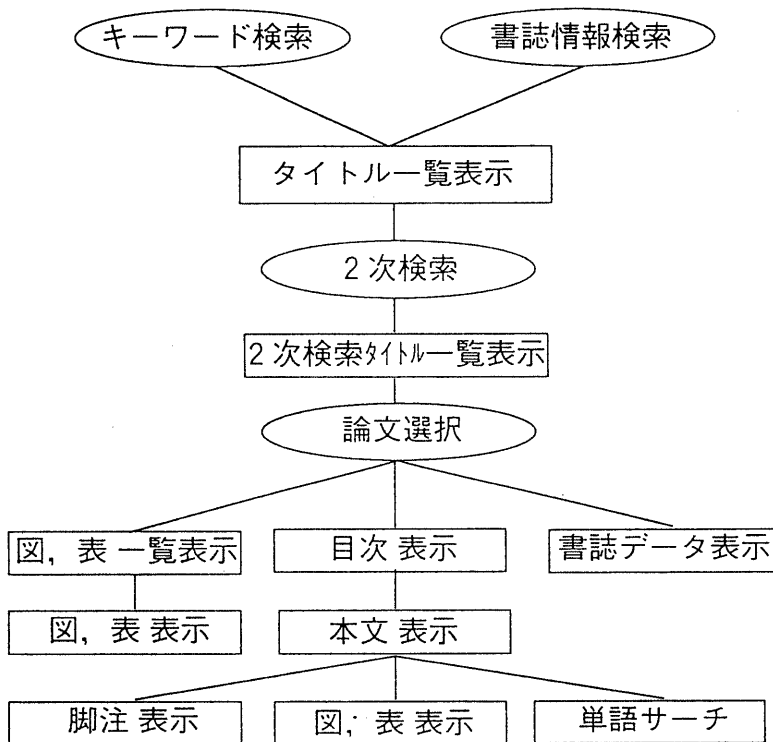 キーワード検索
書誌情報検索
タイトル一覧表示
2次検索
2次検索タイトル一覧表示
論文選択
図，表 一覧表示
目次 表示
書誌データ表示
図，表 表示
本文 表示
脚注 表示
図，表 表示
単語サーチ